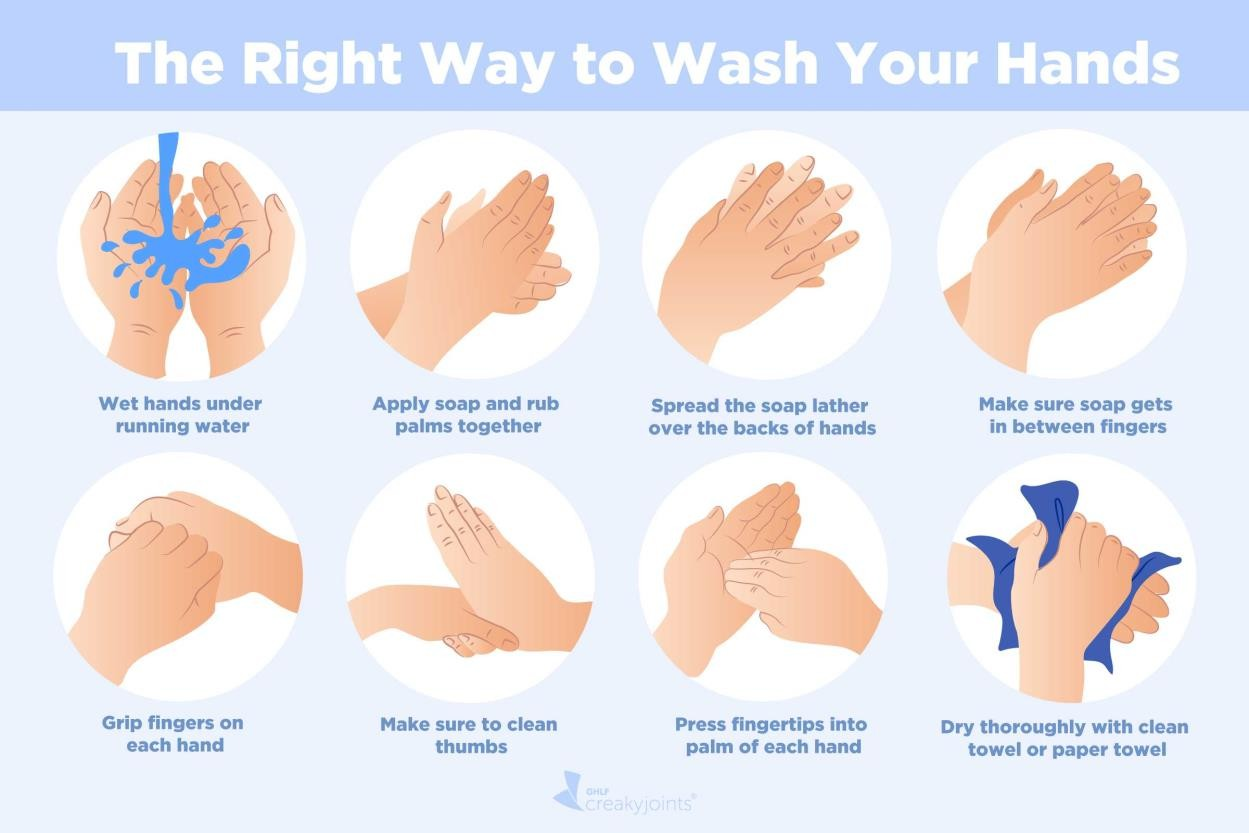 The Right Way to Wash Your Hands
Wet hands under
running water
Apply soap and rub
palms together
Spread the soap lather
over the backs of hands
Make sure soap gets
in between fingers
Grip fingers on
each hand
Make sure to clean
thumbs
Press fingertips into
palm of each hand
Dry thoroughly with clean
towel or paper towel
GHLF
creakyjoints®